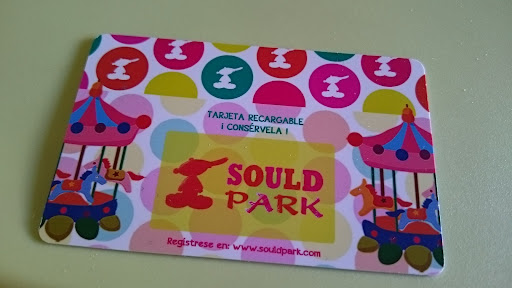 TARJETA RECARGABLE
¡ CONSÉRVELA !
SOULD
PARK
Regístrese en: www.souldpark.com